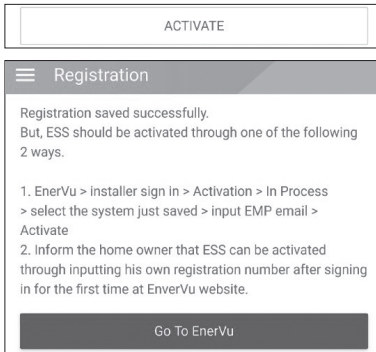 ACTIVATE
Registration
Registration saved successfully.
But, ESS should be activated through one of the following
2 ways.
1. EnerVu > installer sign in > Activation > In Process
> select the system just saved > input EMP email >
Activate
2. Inform the home owner that ESS can be activated
through inputting his own registration number after signing
in for the first time at EnverVu website.
Go To EnerVu